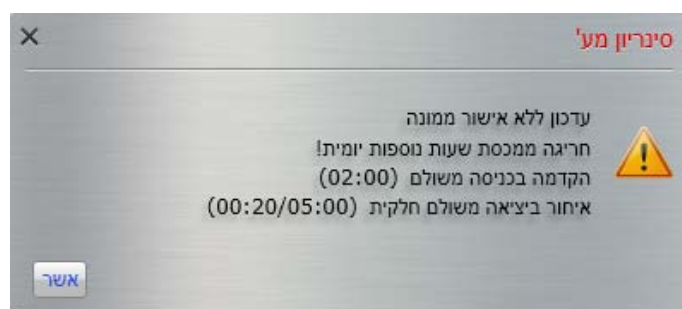 סינריון מע'
עדכון ללא אישור ממונה
חריגה ממכסת שעות נוספות יומית!
הקדמה בכניסה משולם (02:00)
איחור ביציאה משולם חלקית (00:20/05:00)
אשר